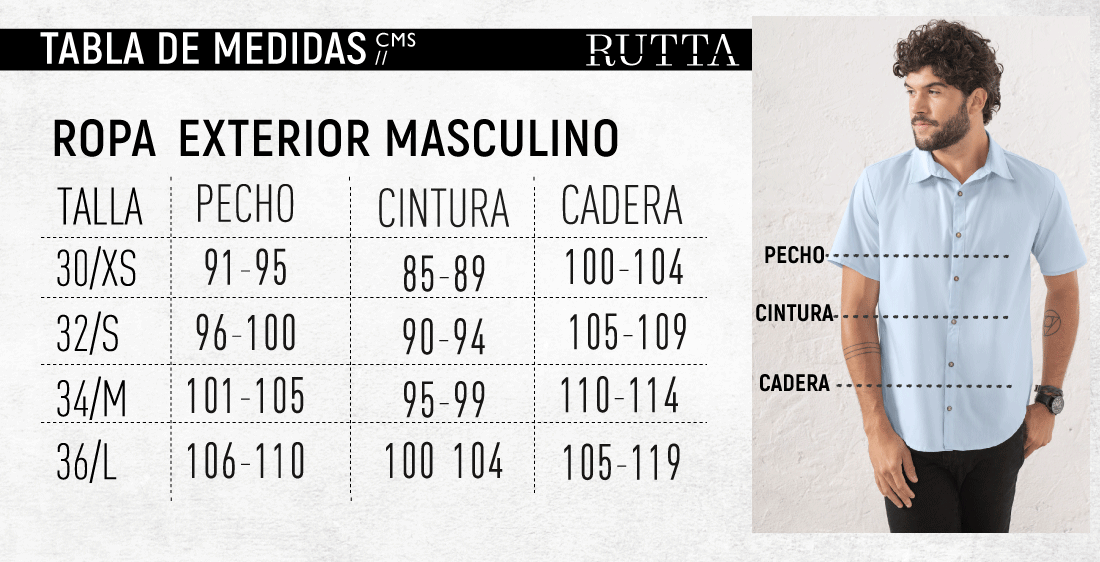 TABLA DE MEDIDAS CMS //
RUTTA
ROPA EXTERIOR MASCULINO
TALLA PECHO CINTURA CADERA
30/XS 91-95 85-89 100-104
32/S 96-100 90-94 105-109
34/M 101-105 95-99 110-114
36/L 106-110 100 104 105-119
PECHO
CINTURA
CADERA